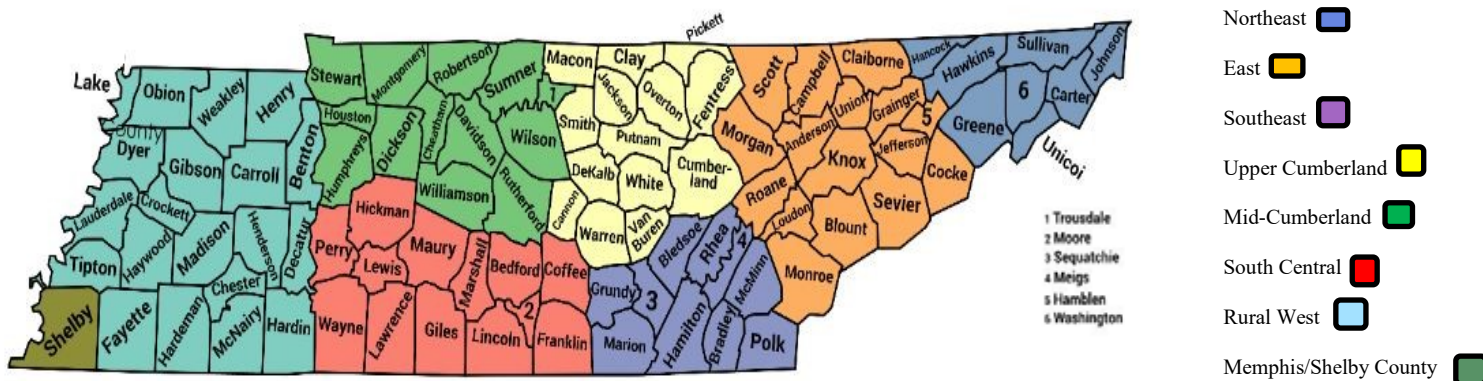 Pickett
Lake
Obion
Weakley
Henry
Stewart
Montgomery
Robertson
Sumner
1
Macon
Clay
Jackson
Overton
Fentress
Scott
Campbell
Claiborne
Hancock
Hawkins
Sullivan
Johnson
Dyer
Gibson
Carroll
Benton
Houston
Humphreys
Dickson
Cheatham
Davidson
Wilson
Smith
Putnam
Morgan
Anderson
Union
Grainger
5
Greene
6
Carter
Unicoi
Lauderdale
Crockett
Haywood
Madison
Henderson
Decatur
Hickman
Williamson
Rutherford
Cannon
DeKalb
White
Cumber-
land
Roane
Loudon
Knox
Jefferson
Cocke
Sevier
Blount
Tipton
Chester
Perry
Lewis
Maury
Marshall
Bedford
Coffee
Warren
Van
Buren
Bledsoe
Rhea
4
McMinn
Monroe
Shelby
Fayette
Hardeman
McNairy
Hardin
Wayne
Lawrence
Giles
Lincoln
2
Franklin
Grundy
3
Marion
Hamilton
Bradley
Polk
1 Trousdale
2 Moore
3 Sequatchie
4 Meigs
5 Hamblen
6 Washington
Northeast
East
Southeast
Upper Cumberland
Mid-Cumberland
South Central
Rural West
Memphis/Shelby County